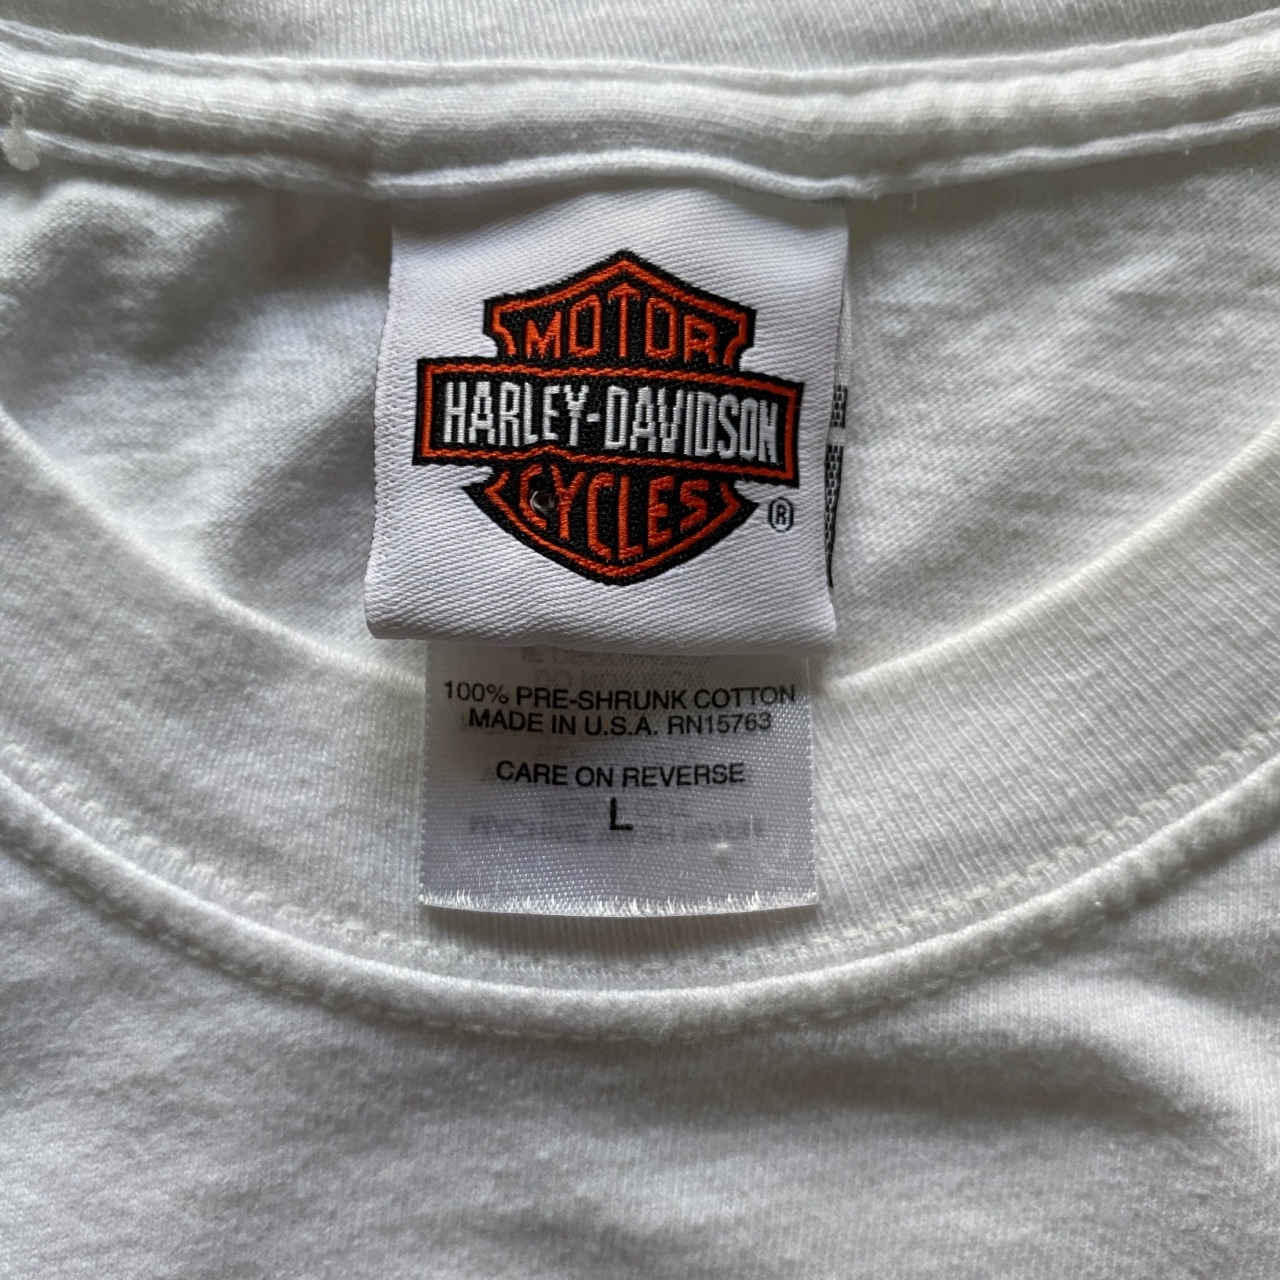 MOTOR
HARLEY-DAVIDSON
CYCLES
®
100% PRE-SHRUNK COTTON
MADE IN U.S.A. RN15763
CARE ON REVERSE
L